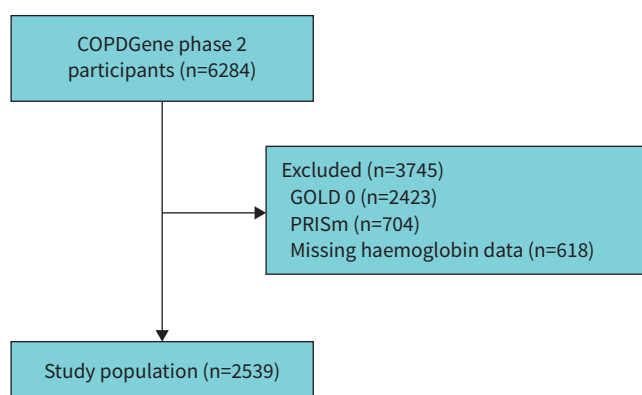 COPDGene phase 2
participants (n=6284)
Excluded (n=3745)
GOLD 0 (n=2423)
PRISm (n=704)
Missing haemoglobin data (n=618)
Study population (n=2539)